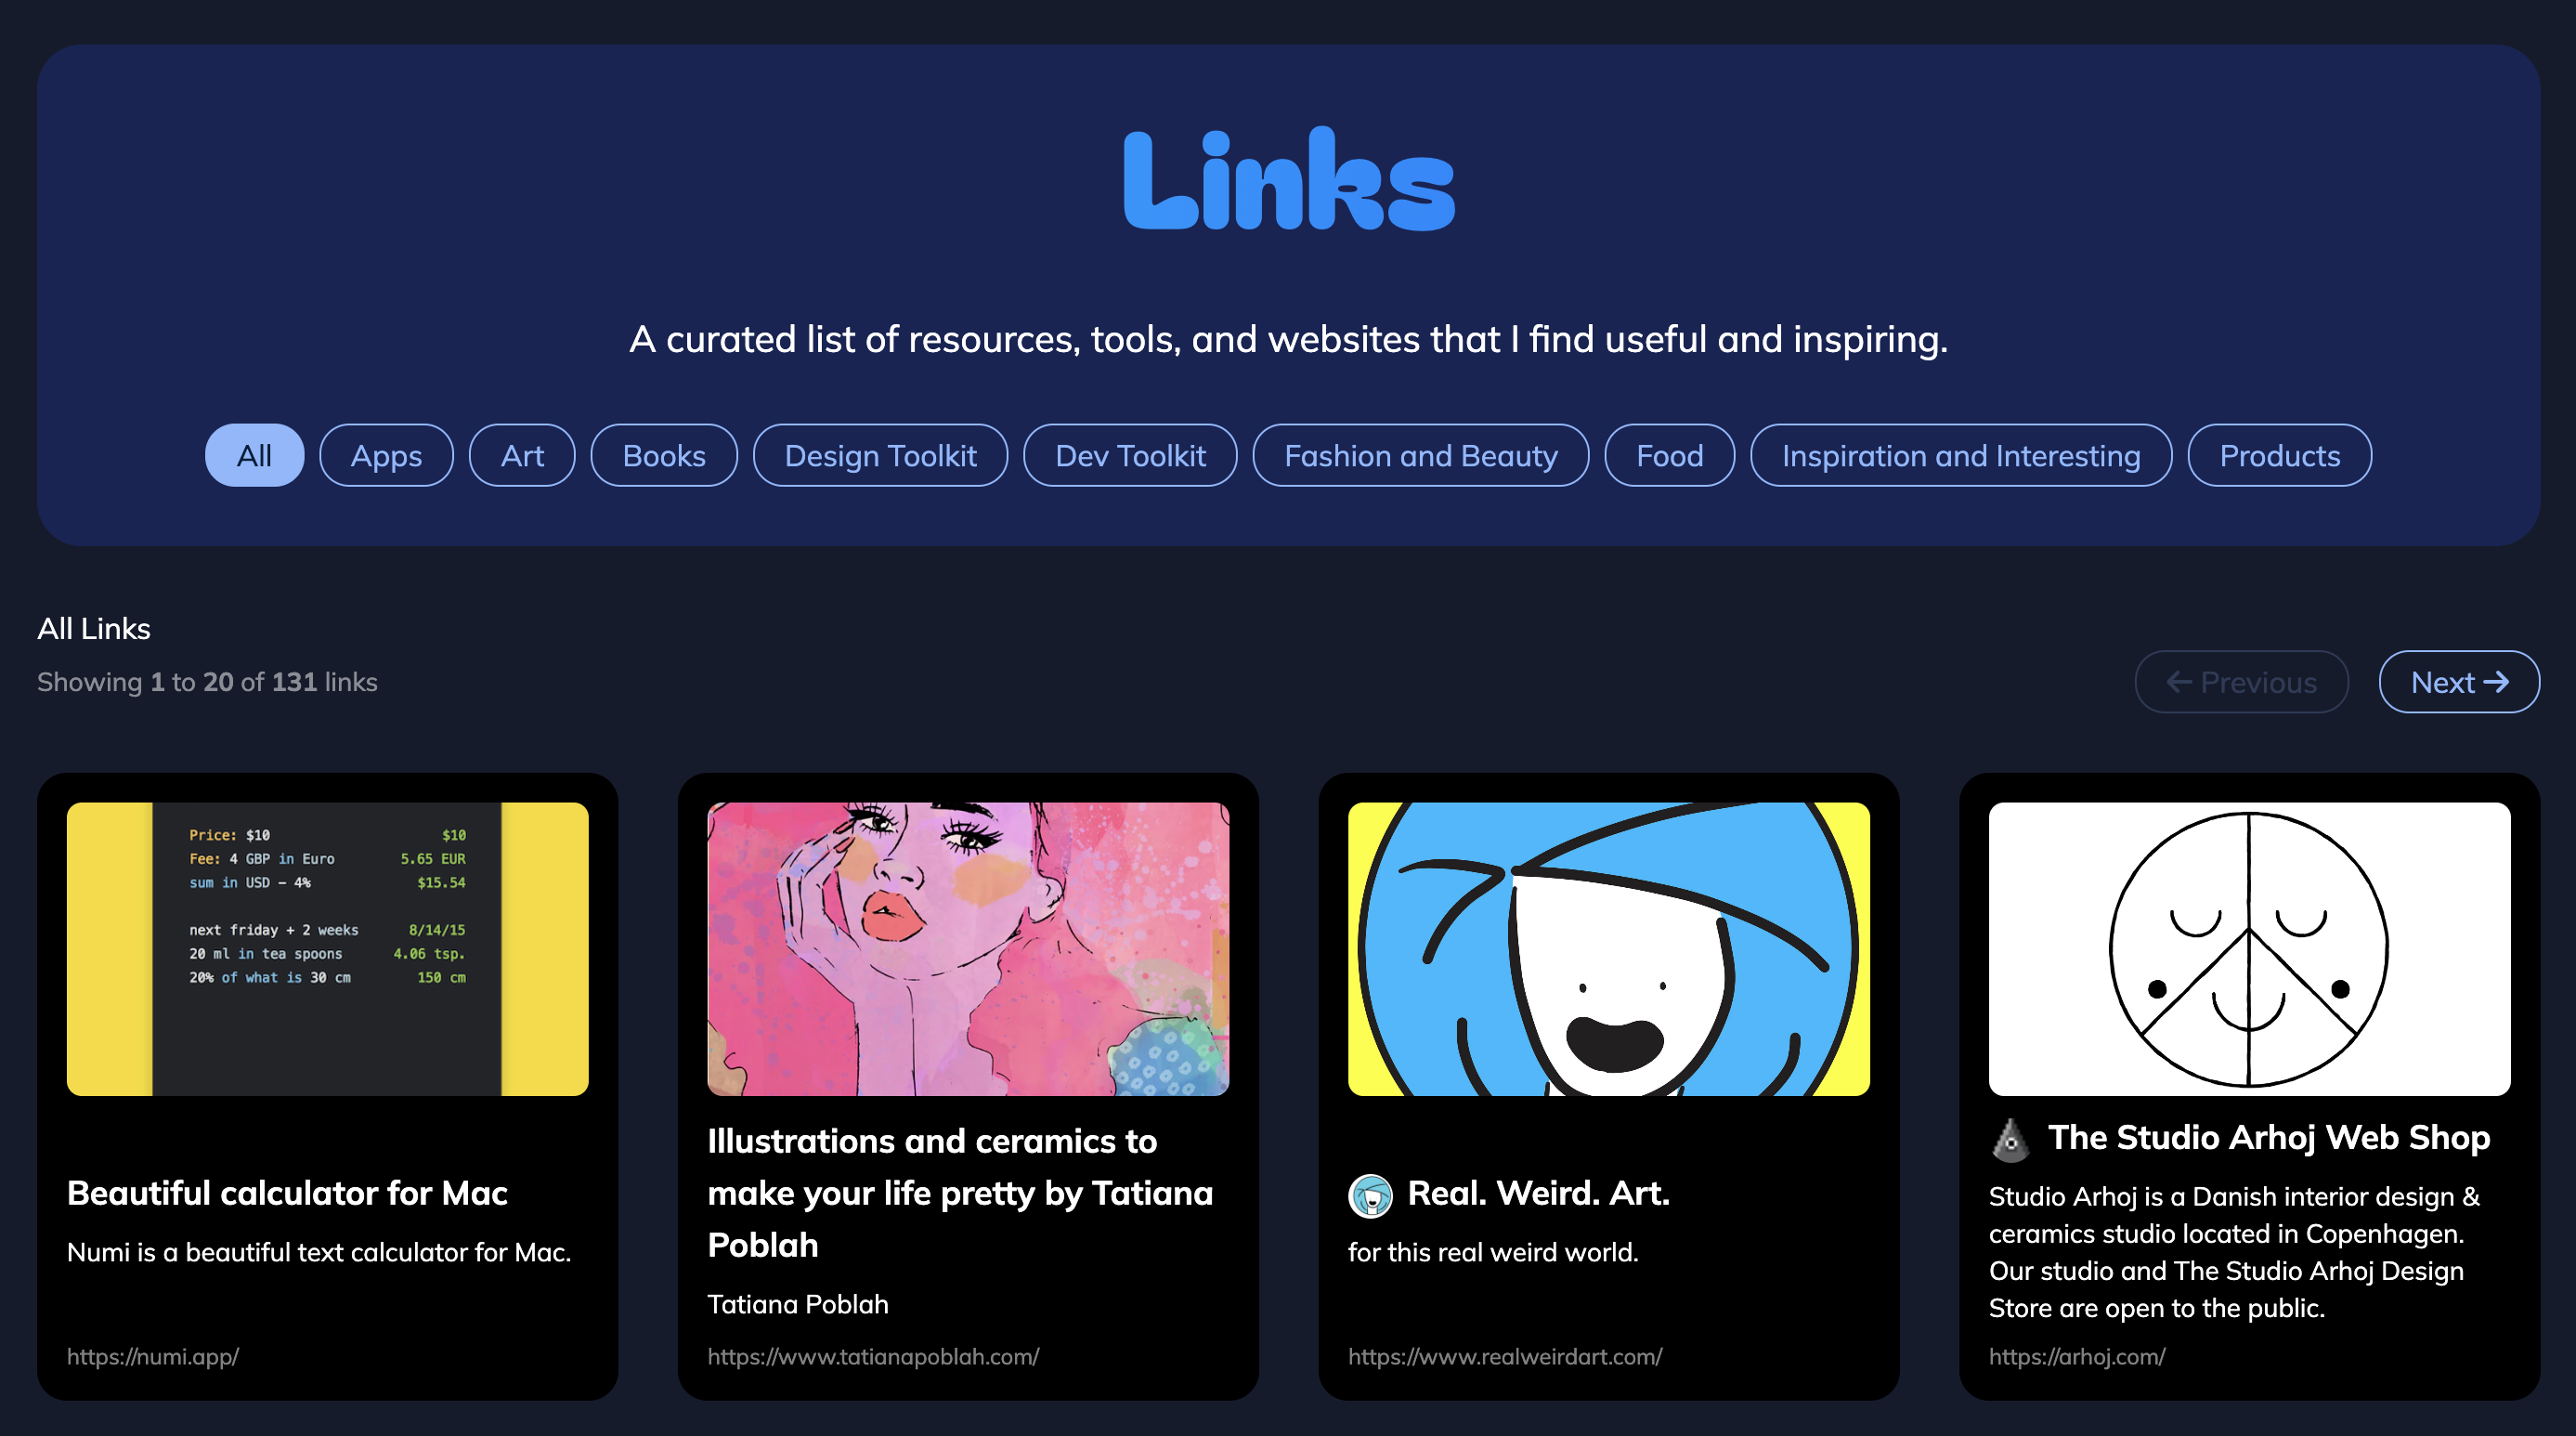 Links
A curated list of resources, tools, and websites that I find useful and inspiring.
All Apps Art Books Design Toolkit Dev Toolkit Fashion and Beauty Food Inspiration and Interesting Products
All Links
Showing 1 to 20 of 131 links
← Previous Next →
Price: $10 $10
Fee: 4 GBP in Euro 5.65 EUR
sum in USD – 4% $15.54
next friday + 2 weeks 8/14/15
20 ml in tea spoons 4.06 tsp.
20% of what is 30 cm 150 cm
Beautiful calculator for Mac
Numi is a beautiful text calculator for Mac.
https://numi.app/
Illustrations and ceramics to
make your life pretty by Tatiana
Poblah
Tatiana Poblah
https://www.tatianapoblah.com/
Real. Weird. Art.
for this real weird world.
https://www.realweirdart.com/
The Studio Arhoj Web Shop
Studio Arhoj is a Danish interior design &
ceramics studio located in Copenhagen.
Our studio and The Studio Arhoj Design
Store are open to the public.
https://arhoj.com/